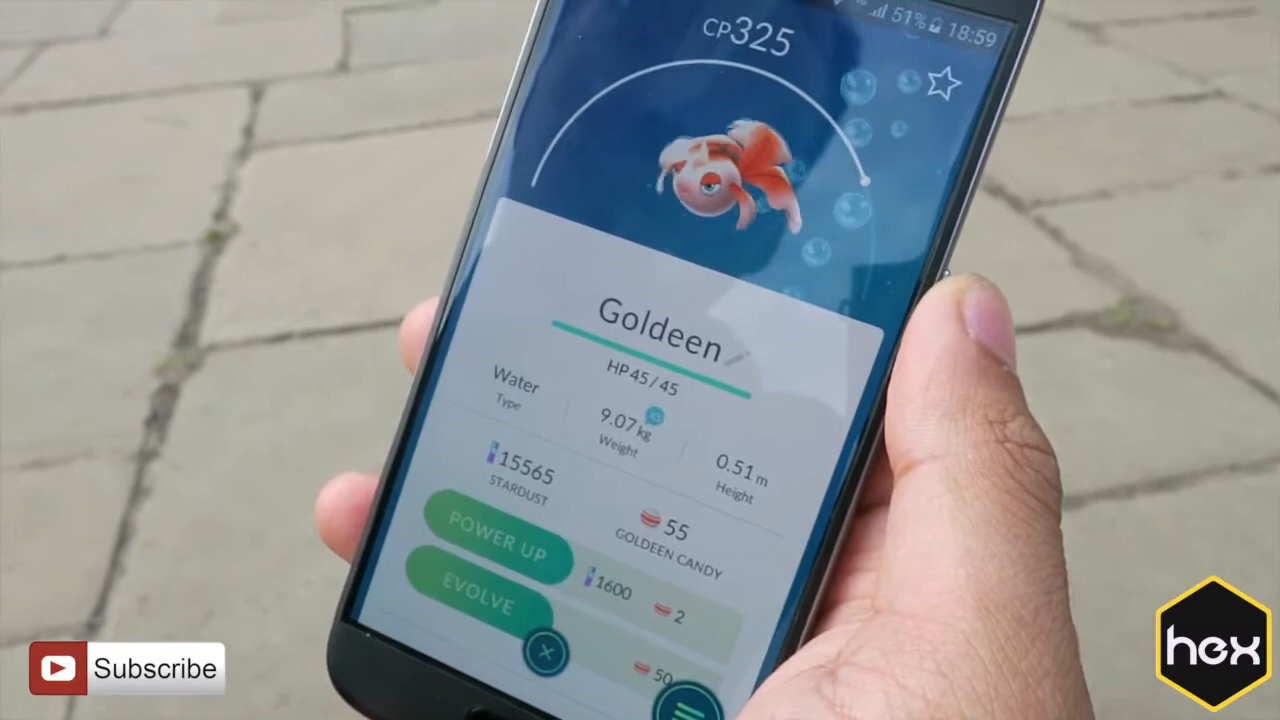 51% 18:59
CP325
Goldeen
HP 45 / 45
Water
Type
9.07 kg
XS
Weight
0.51 m
Height
15565
STARDUST
55
GOLDEEN CANDY
POWER UP
1600
2
EVOLVE
50
Subscribe
hex